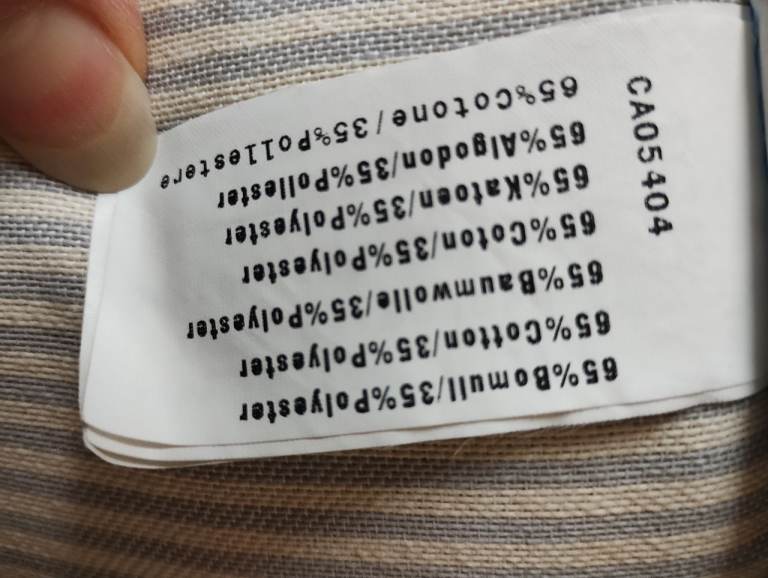 65%Bomull/35%Polyester
65%Cotton/35%Polyester
65%Baumwolle/35%Polyester
65%Coton/35%Polyester
65%Katoen/35%Polyester
65%Algodon/35%Poliester
65%Cotone/35%Poliestere
CA05404